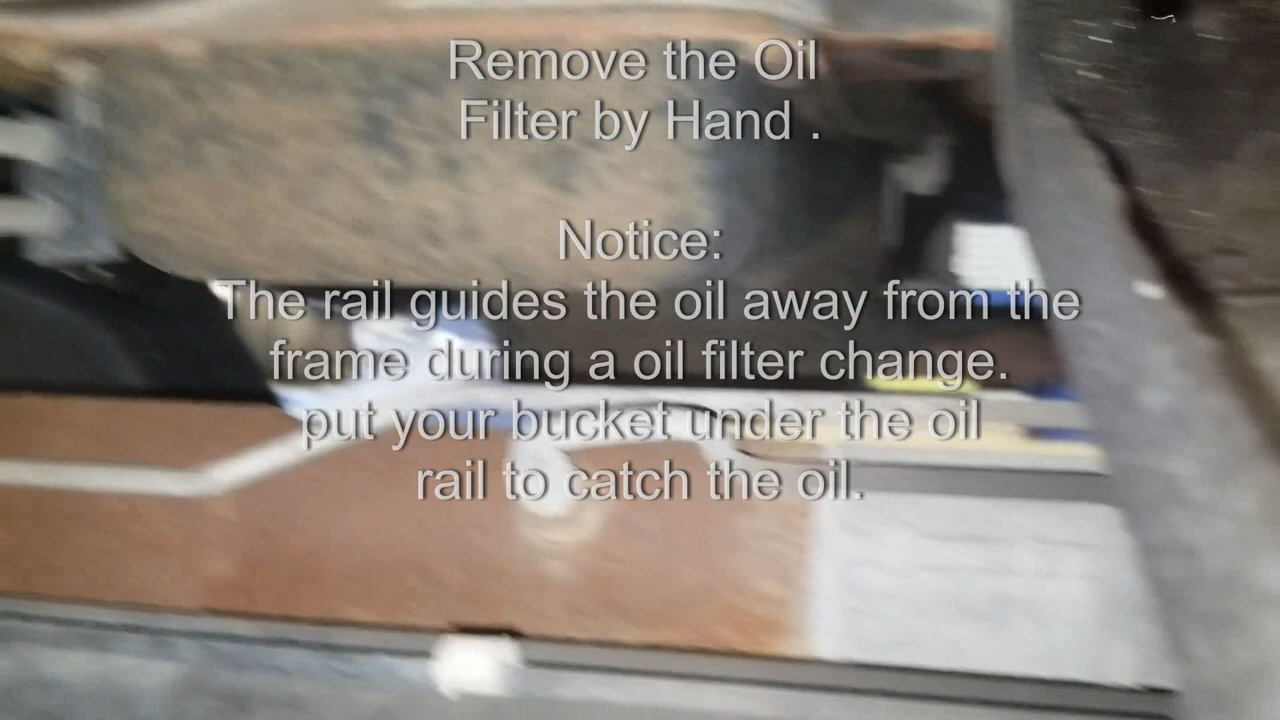 Remove the Oil
Filter by Hand .
Notice:
The rail guides the oil away from the
frame during a oil filter change.
put your bucket under the oil
rail to catch the oil.